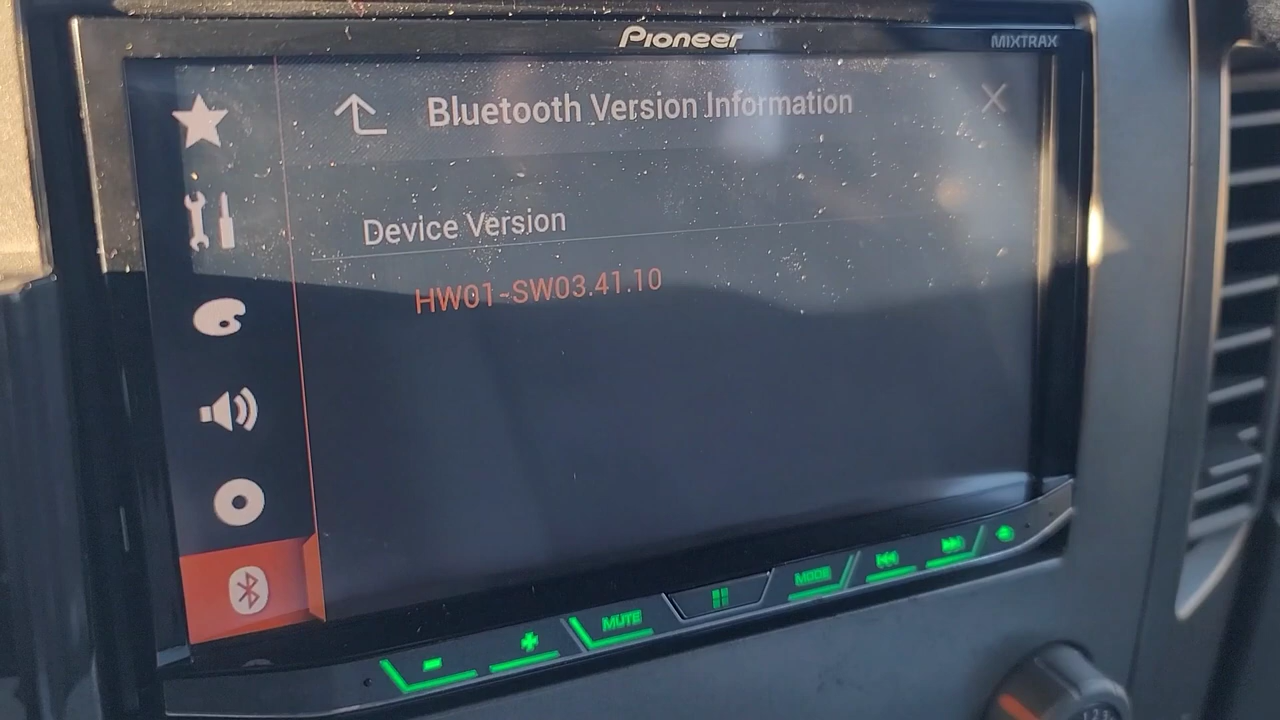 Pioneer
MIXTRAX
Bluetooth Version Information
Device Version
HW01-SW03.41.10
MUTE
MODE